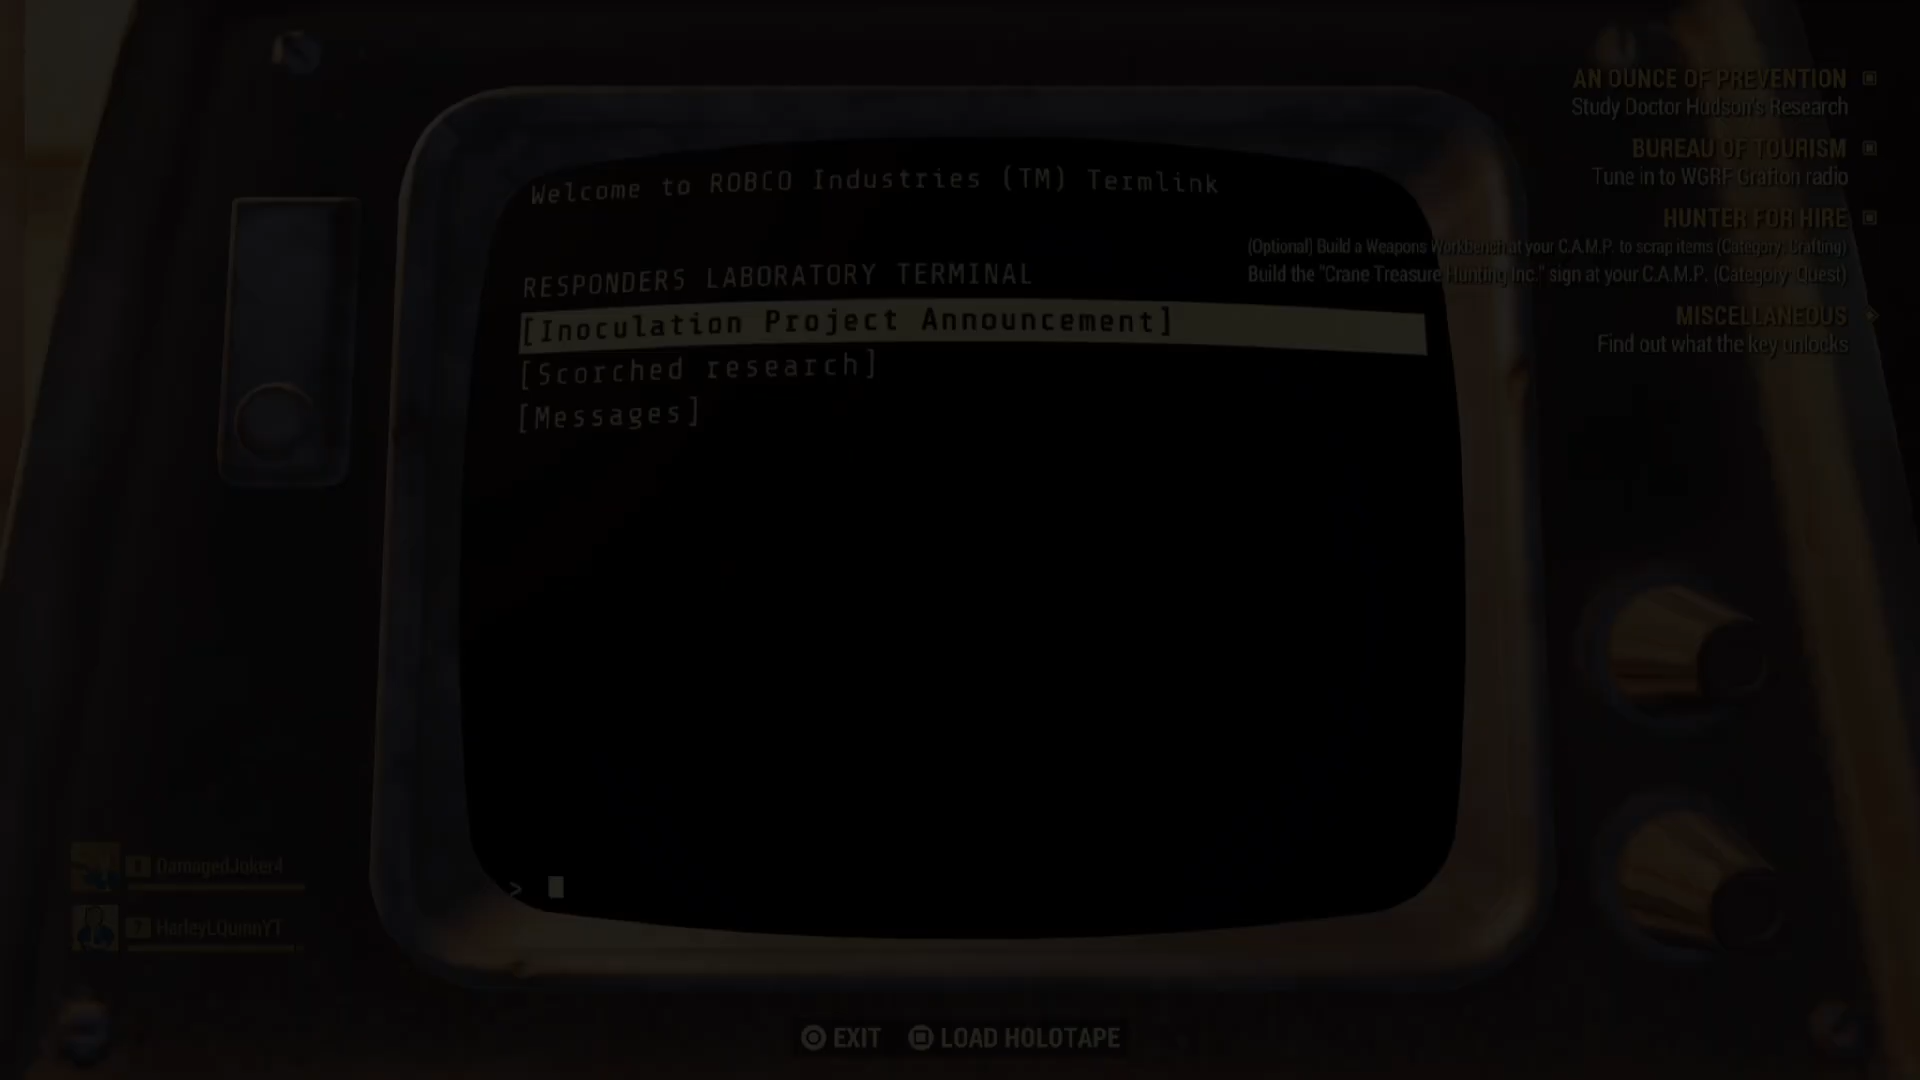 Welcome to ROBCO Industries (TM) Termlink
RESPONDERS LABORATORY TERMINAL
[Inoculation Project Announcement]
[Scorched research]
[Messages]
>
AN OUNCE OF PREVENTION
Study Doctor Hudson's Research
BUREAU OF TOURISM
Tune in to WGRF Grafton radio
HUNTER FOR HIRE
(Optional) Build a Weapons Workbench at your C.A.M.P. to scrap items (Category: Crafting)
Build the "Crane Treasure Hunting Inc." sign at your C.A.M.P. (Category: Quest)
MISCELLANEOUS
Find out what the key unlocks
DamagedJoker4
HarleyLQuinnYT
EXIT LOAD HOLOTAPE